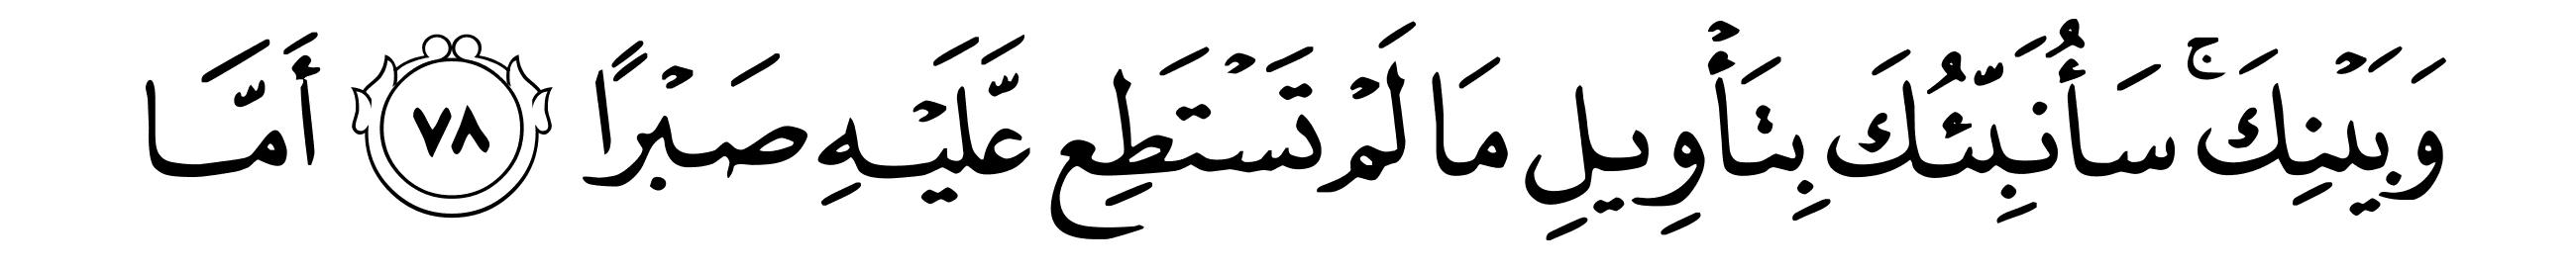 وَبَيْنِكَ ۚ سَأُنَبِّئُكَ بِتَأْوِيلِ مَا لَمْ تَسْتَطِع عَّلَيْهِ صَبْرًا ٧٨ أَمَّا